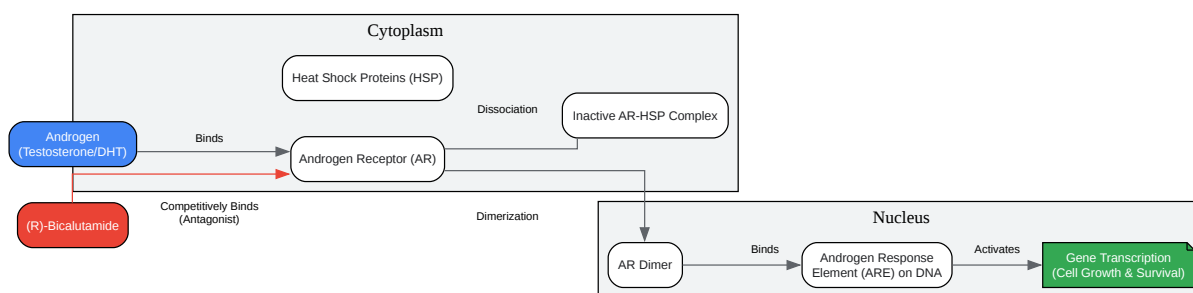 Cytoplasm
Heat Shock Proteins (HSP)
Dissociation
Inactive AR-HSP Complex
Androgen
(Testosterone/DHT)
Binds
Androgen Receptor (AR)
(R)-Bicalutamide
Competitively Binds
(Antagonist)
Dimerization
Nucleus
AR Dimer
Binds
Androgen Response
Element (ARE) on DNA
Activates
Gene Transcription
(Cell Growth & Survival)